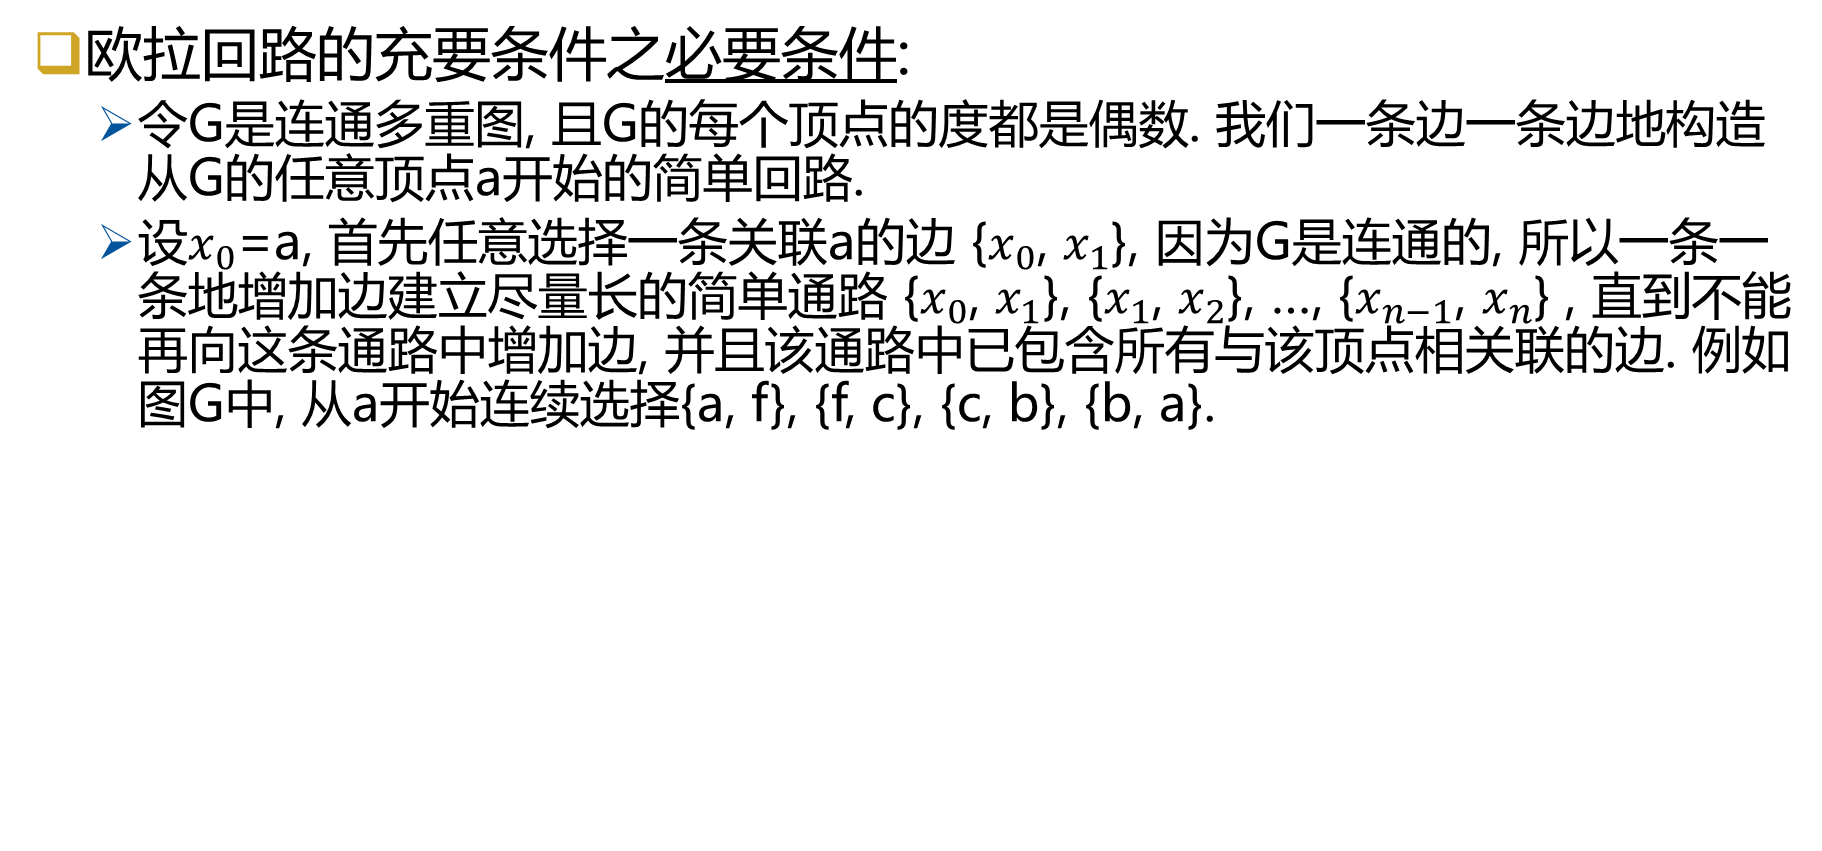 欧拉回路的充要条件之必要条件:
令G是连通多重图, 且G的每个顶点的度都是偶数. 我们一条边一条边地构造
从G的任意顶点a开始的简单回路.
设𝑥₀=a, 首先任意选择一条关联a的边 {𝑥₀, 𝑥₁}, 因为G是连通的, 所以一条一
条地增加边建立尽量长的简单通路 {𝑥₀, 𝑥₁}, {𝑥₁, 𝑥₂}, …, {𝑥ₙ₋₁, 𝑥ₙ} , 直到不能
再向这条通路中增加边, 并且该通路中已包含所有与该顶点相关联的边. 例如
图G中, 从a开始连续选择{a, f}, {f, c}, {c, b}, {b, a}.